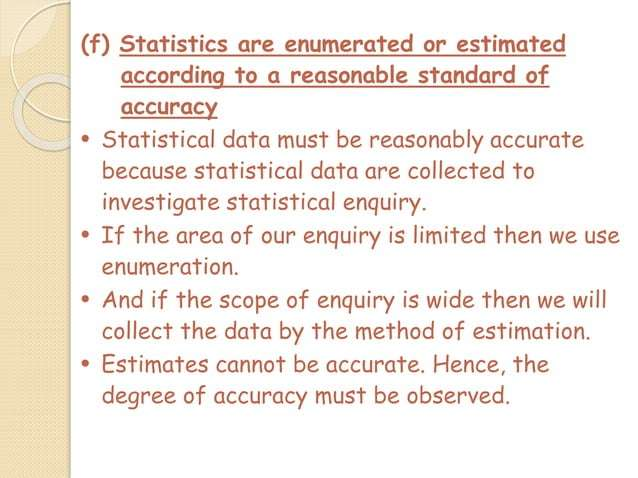 (f) Statistics are enumerated or estimated
according to a reasonable standard of
accuracy
• Statistical data must be reasonably accurate
because statistical data are collected to
investigate statistical enquiry.
• If the area of our enquiry is limited then we use
enumeration.
• And if the scope of enquiry is wide then we will
collect the data by the method of estimation.
• Estimates cannot be accurate. Hence, the
degree of accuracy must be observed.